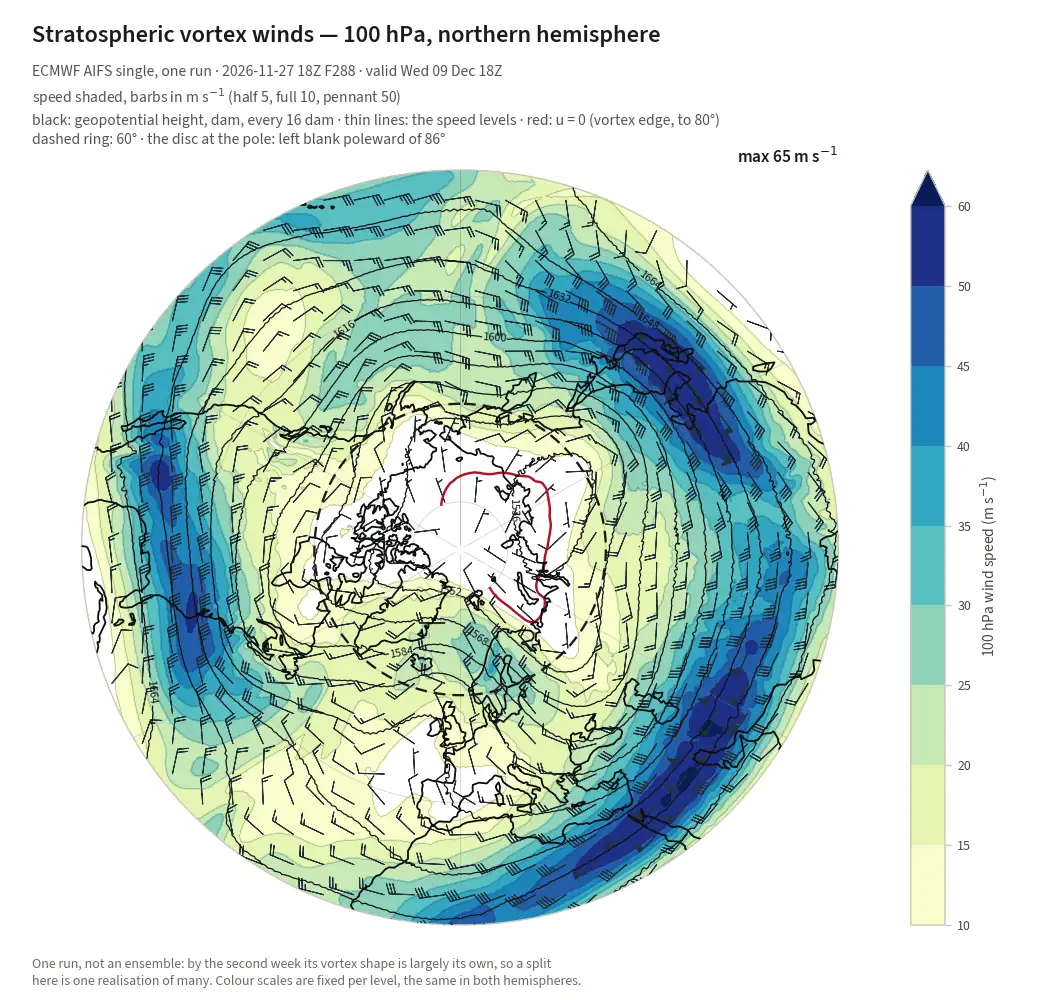 Stratospheric vortex winds — 100 hPa, northern hemisphere
ECMWF AIFS single, one run · 2026-11-27 18Z F288 · valid Wed 09 Dec 18Z
speed shaded, barbs in m s⁻¹ (half 5, full 10, pennant 50)
black: geopotential height, dam, every 16 dam · thin lines: the speed levels · red: u = 0 (vortex edge, to 80°)
dashed ring: 60° · the disc at the pole: left blank poleward of 86°
max 65 m s⁻¹
60
50
45
40
35
30
25
20
15
10
100 hPa wind speed (m s⁻¹)
1664
1632
1648
1616
1600
1568
1584
One run, not an ensemble: by the second week its vortex shape is largely its own, so a split
here is one realisation of many. Colour scales are fixed per level, the same in both hemispheres.